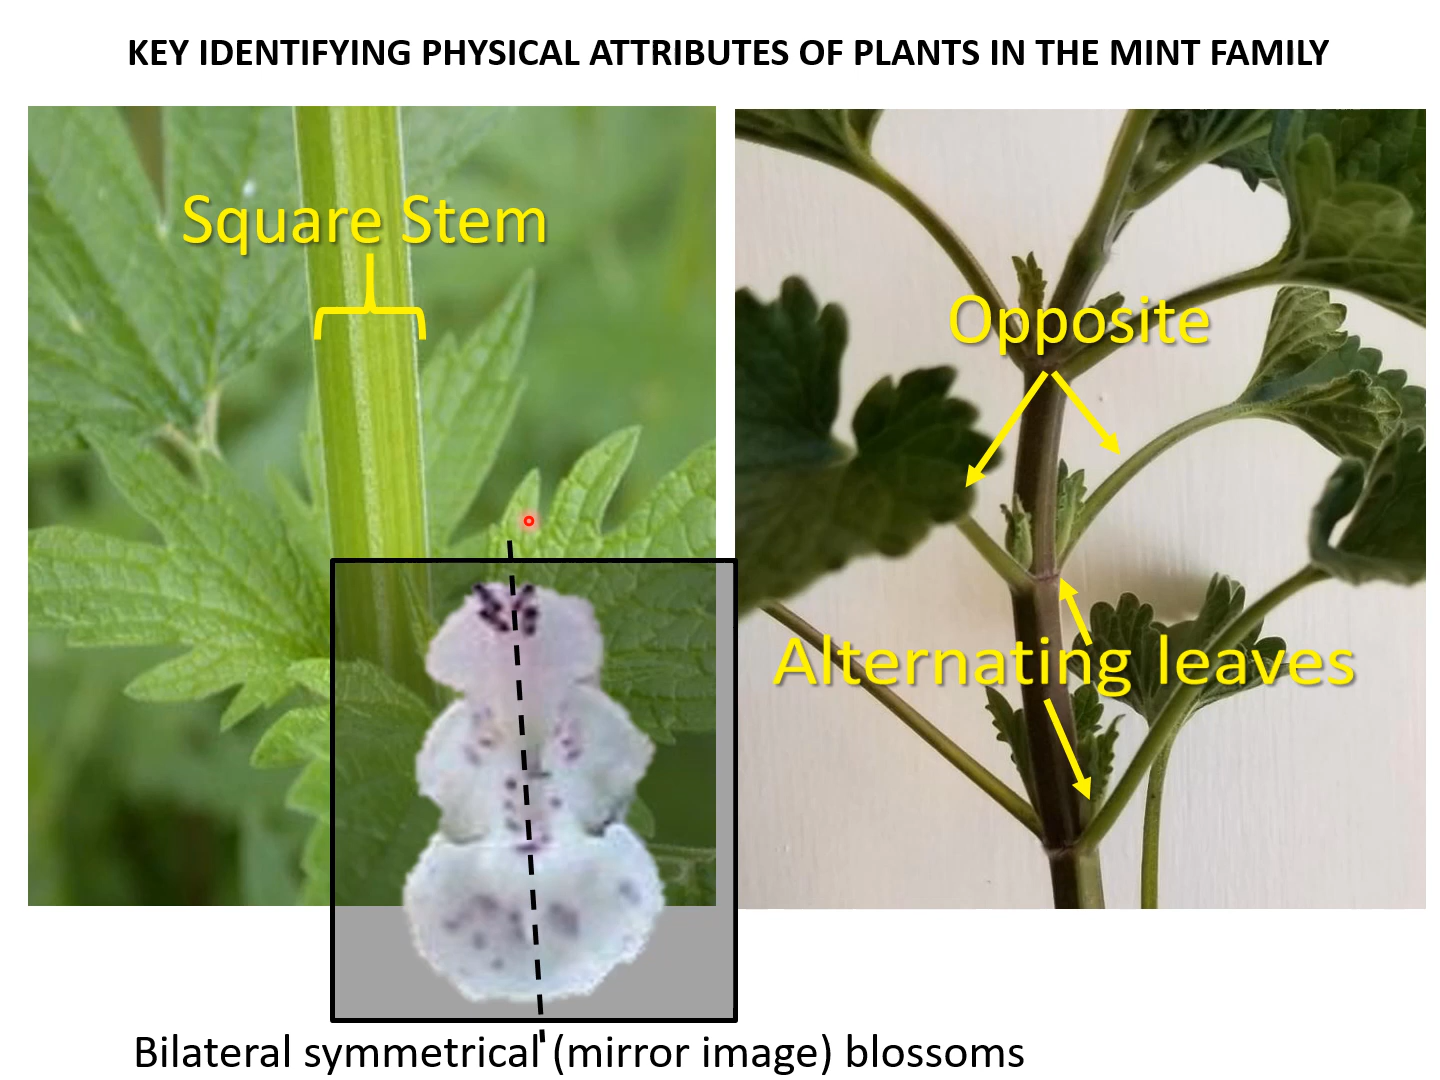 KEY IDENTIFYING PHYSICAL ATTRIBUTES OF PLANTS IN THE MINT FAMILY
Square Stem
Opposite
Alternating leaves
Bilateral symmetrical (mirror image) blossoms